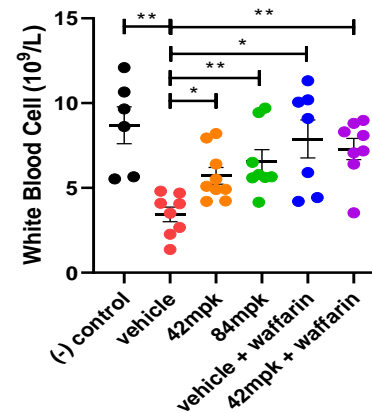 **
**
*
**
*
White Blood Cell (10⁹/L)
15
10
5
0
(-) control
vehicle
42mpk
84mpk
vehicle + waffarin
42mpk + waffarin